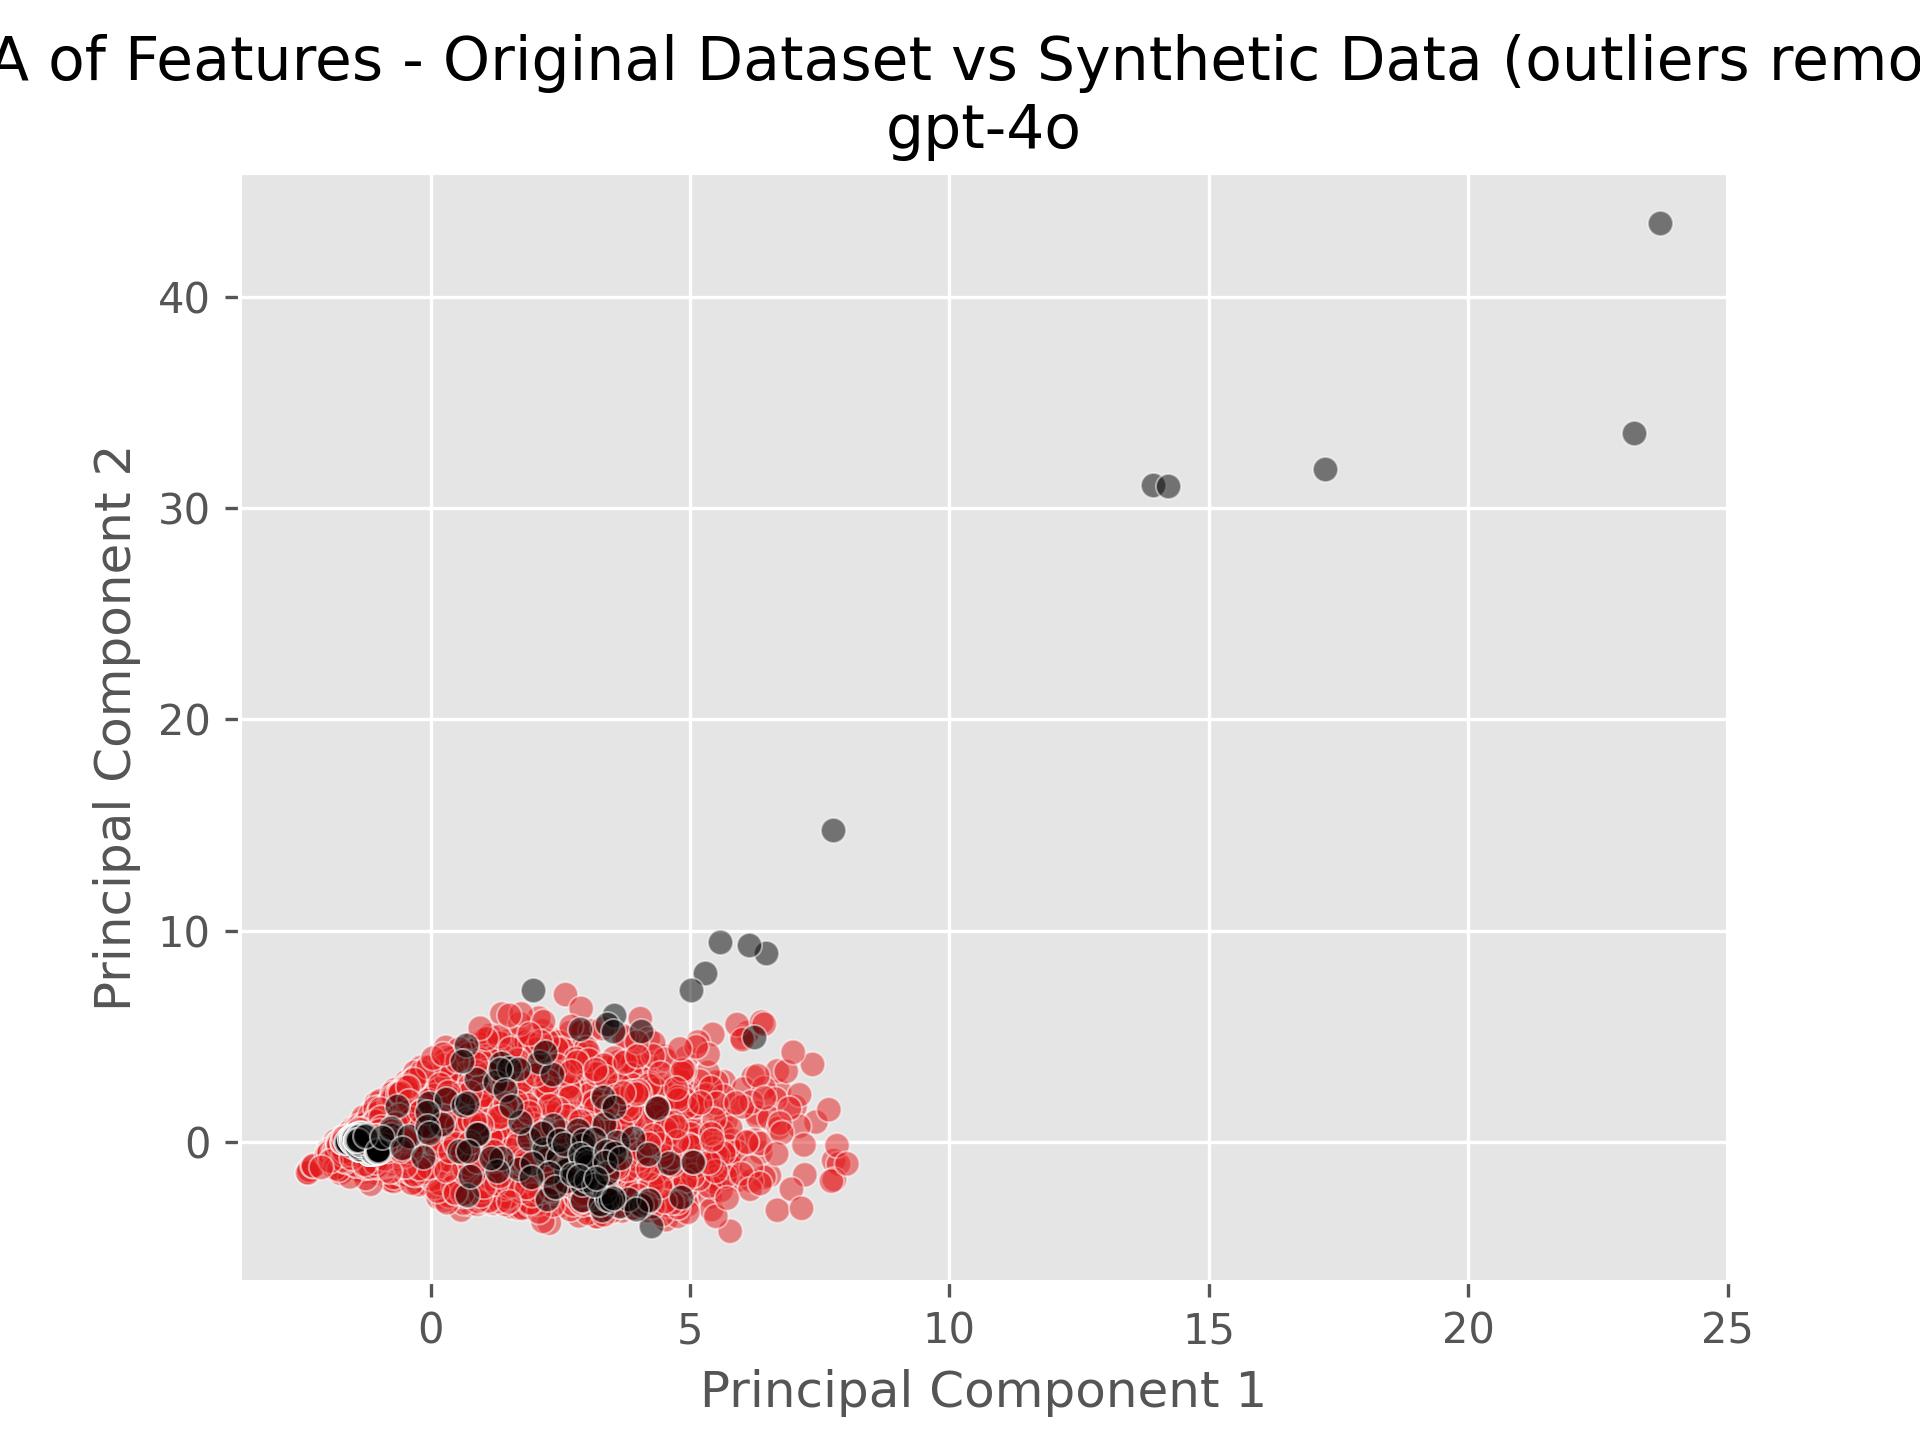 A of Features - Original Dataset vs Synthetic Data (outliers remo
gpt-4o
40
30
20
10
0
Principal Component 2
0
5
10
15
20
25
Principal Component 1